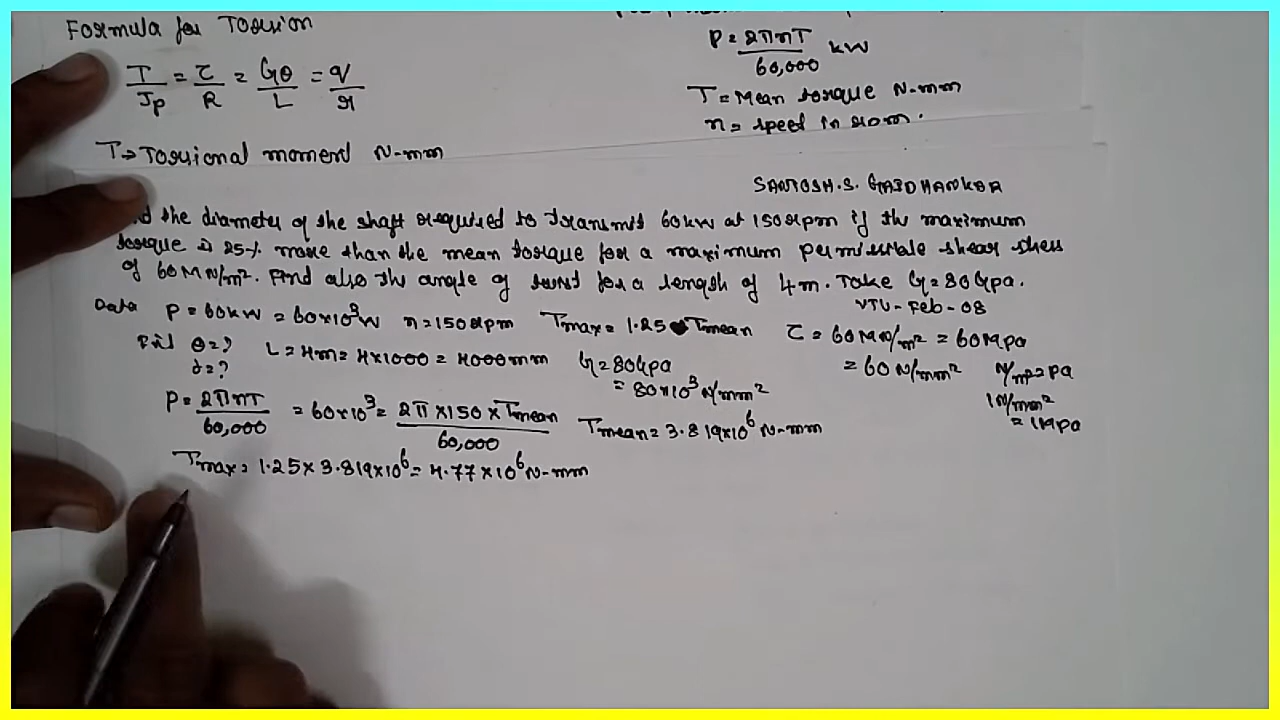 Formula for Torsion
T/Jp = τ/R = Gθ/L = q/r
T→ Torsional moment N-mm
P = 2πnT/60,000 kW
T = Mean torque N-mm
n = speed in rpm.
SANTOSH.S.
the diameter of the shaft required to transmit 60kW at 150rpm if the maximum
torque is 25% more than the mean torque for a maximum permissible shear stress
of 60MN/m². Find also the angle of twist for a length of 4m. Take G=80Gpa.
VTU-Feb-08
Data P = 60kW = 60×10³W n=150rpm Tmax = 1.25 Tmean τ = 60MN/m² = 60Mpa
θ=? L=4m=4×1000=4000mm G=80Gpa = 60N/mm² N/m²=pa
d=? = 80×10³N/mm² 1N/mm²
= 1Mpa
P = 2πnT/60,000 = 60×10³ = 2π×150×Tmean/60,000 Tmean = 3.819×10⁶ N-mm
Tmax = 1.25×3.819×10⁶ = 4.77×10⁶ N-mm